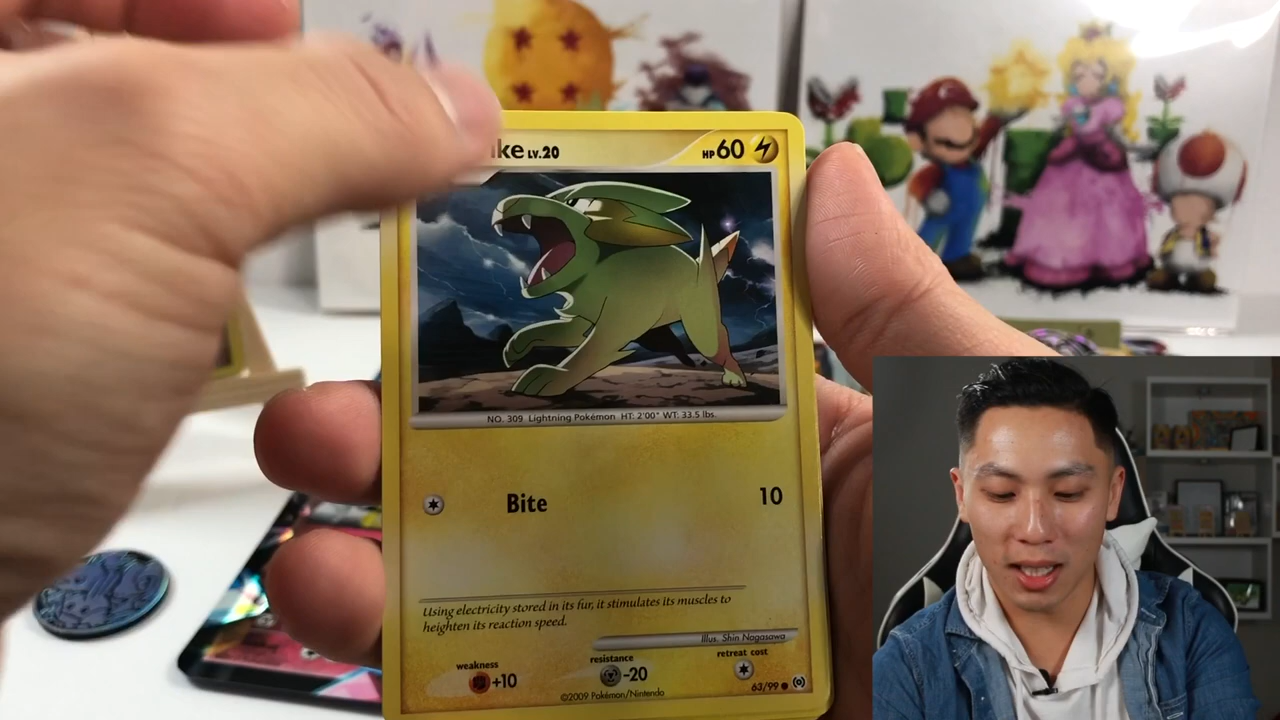 ike LV.20 HP 60
NO. 309 Lightning Pokémon HT: 2'00" WT: 33.5 lbs.
Bite 10
Using electricity stored in its fur, it stimulates its muscles to
heighten its reaction speed.
Illus. Shin Nagasawa
weakness resistance retreat cost
+10 -20
©2009 Pokémon/Nintendo 63/99